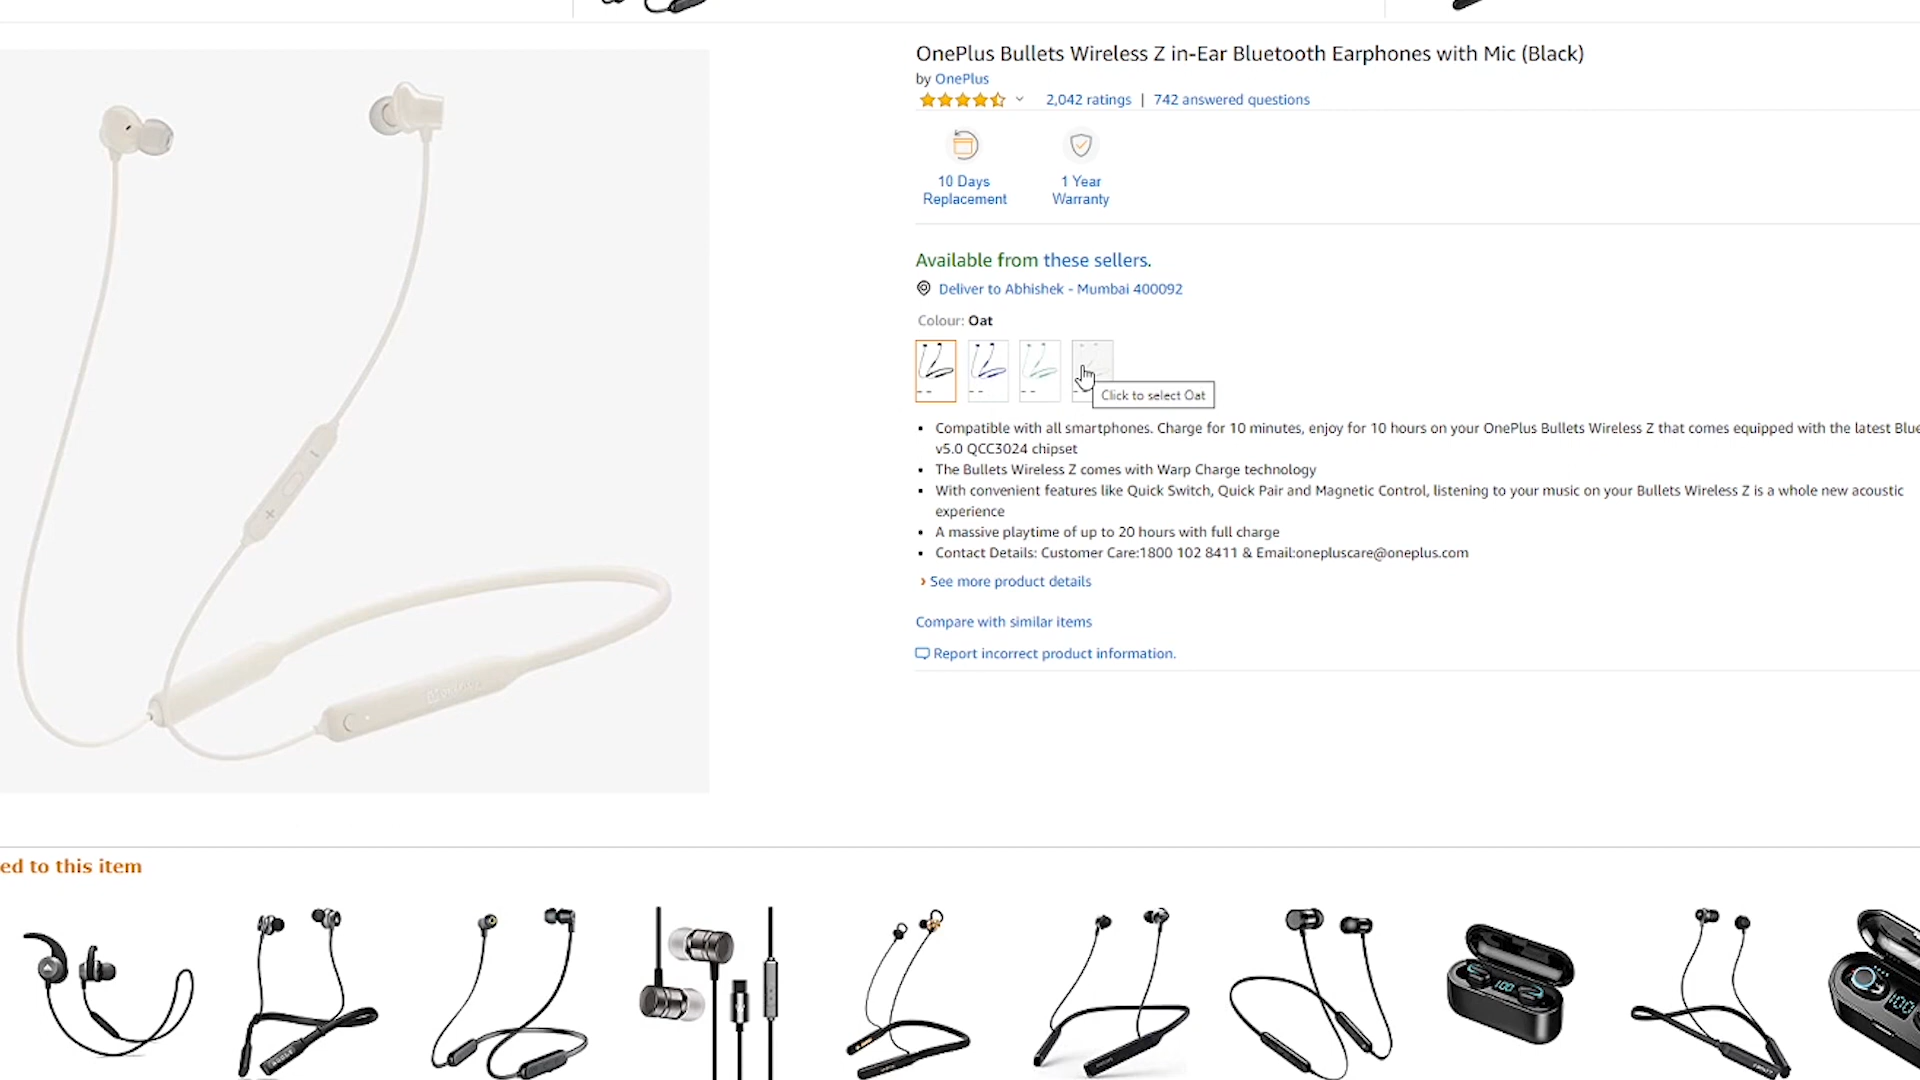 OnePlus Bullets Wireless Z in-Ear Bluetooth Earphones with Mic (Black)
by OnePlus
2,042 ratings | 742 answered questions
10 Days Replacement
1 Year Warranty
Available from these sellers.
Deliver to Abhishek - Mumbai 400092
Colour: Oat
Click to select Oat
• Compatible with all smartphones. Charge for 10 minutes, enjoy for 10 hours on your OnePlus Bullets Wireless Z that comes equipped with the latest Blue
v5.0 QCC3024 chipset
• The Bullets Wireless Z comes with Warp Charge technology
• With convenient features like Quick Switch, Quick Pair and Magnetic Control, listening to your music on your Bullets Wireless Z is a whole new acoustic
experience
• A massive playtime of up to 20 hours with full charge
• Contact Details: Customer Care:1800 102 8411 & Email:onepluscare@oneplus.com
› See more product details
Compare with similar items
Report incorrect product information.
ed to this item
100
100